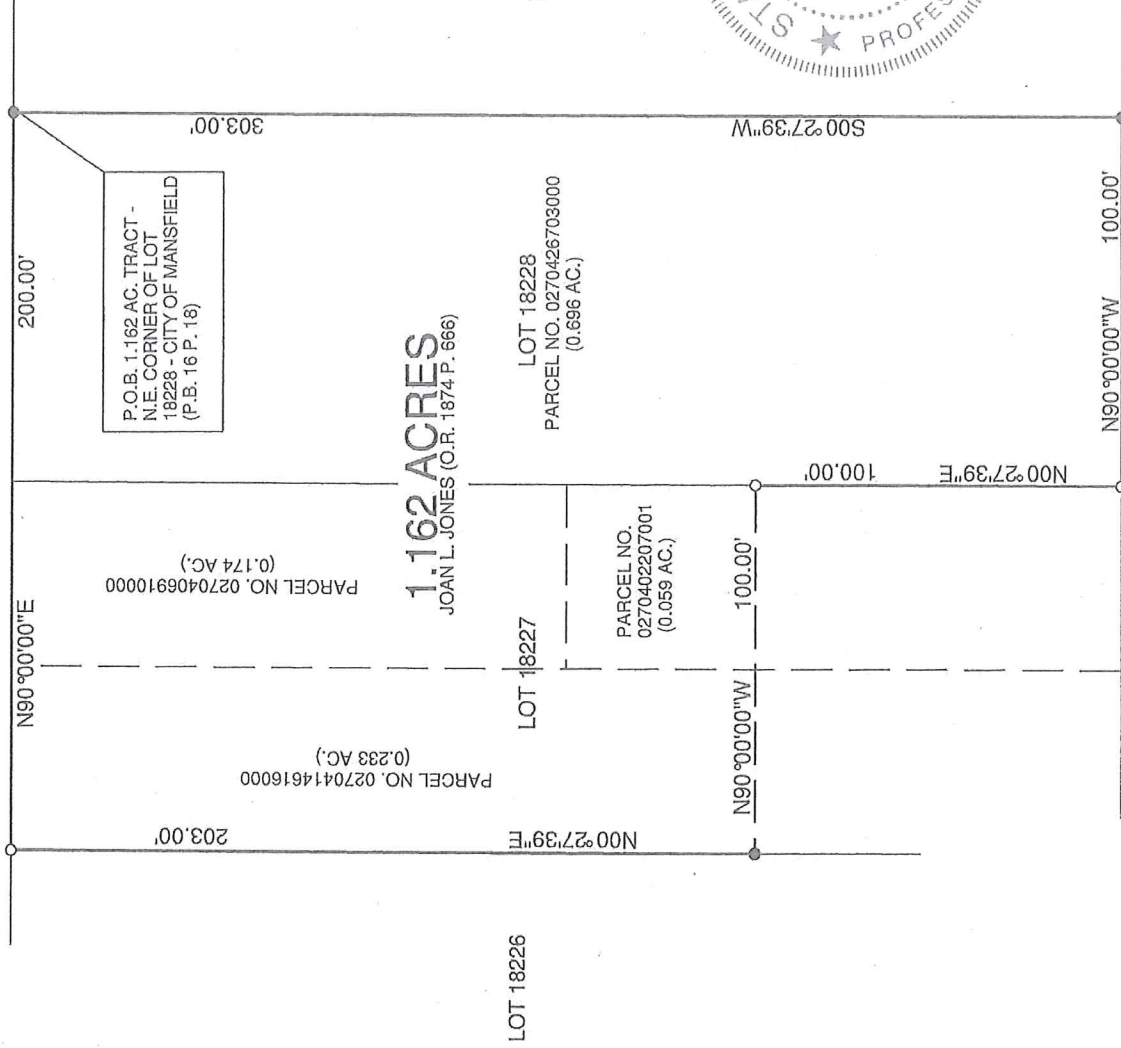 N90°00'00"E
200.00'
P.O.B. 1.162 AC. TRACT -
N.E. CORNER OF LOT
18228 - CITY OF MANSFIELD
(P.B. 16 P. 18)
303.00'
S00°27'39"W
203.00'
N00°27'39"E
PARCEL NO. 0270414616000
(0.233 AC.)
PARCEL NO. 0270406910000
(0.174 AC.)
1.162 ACRES
JOAN L. JONES (O.R. 1874 P. 666)
LOT 18226
LOT 18227
LOT 18228
PARCEL NO. 0270426703000
(0.696 AC.)
PARCEL NO.
0270402207001
(0.059 AC.)
N90°00'00"W
100.00'
100.00'
N00°27'39"E
N90°00'00"W
100.00'